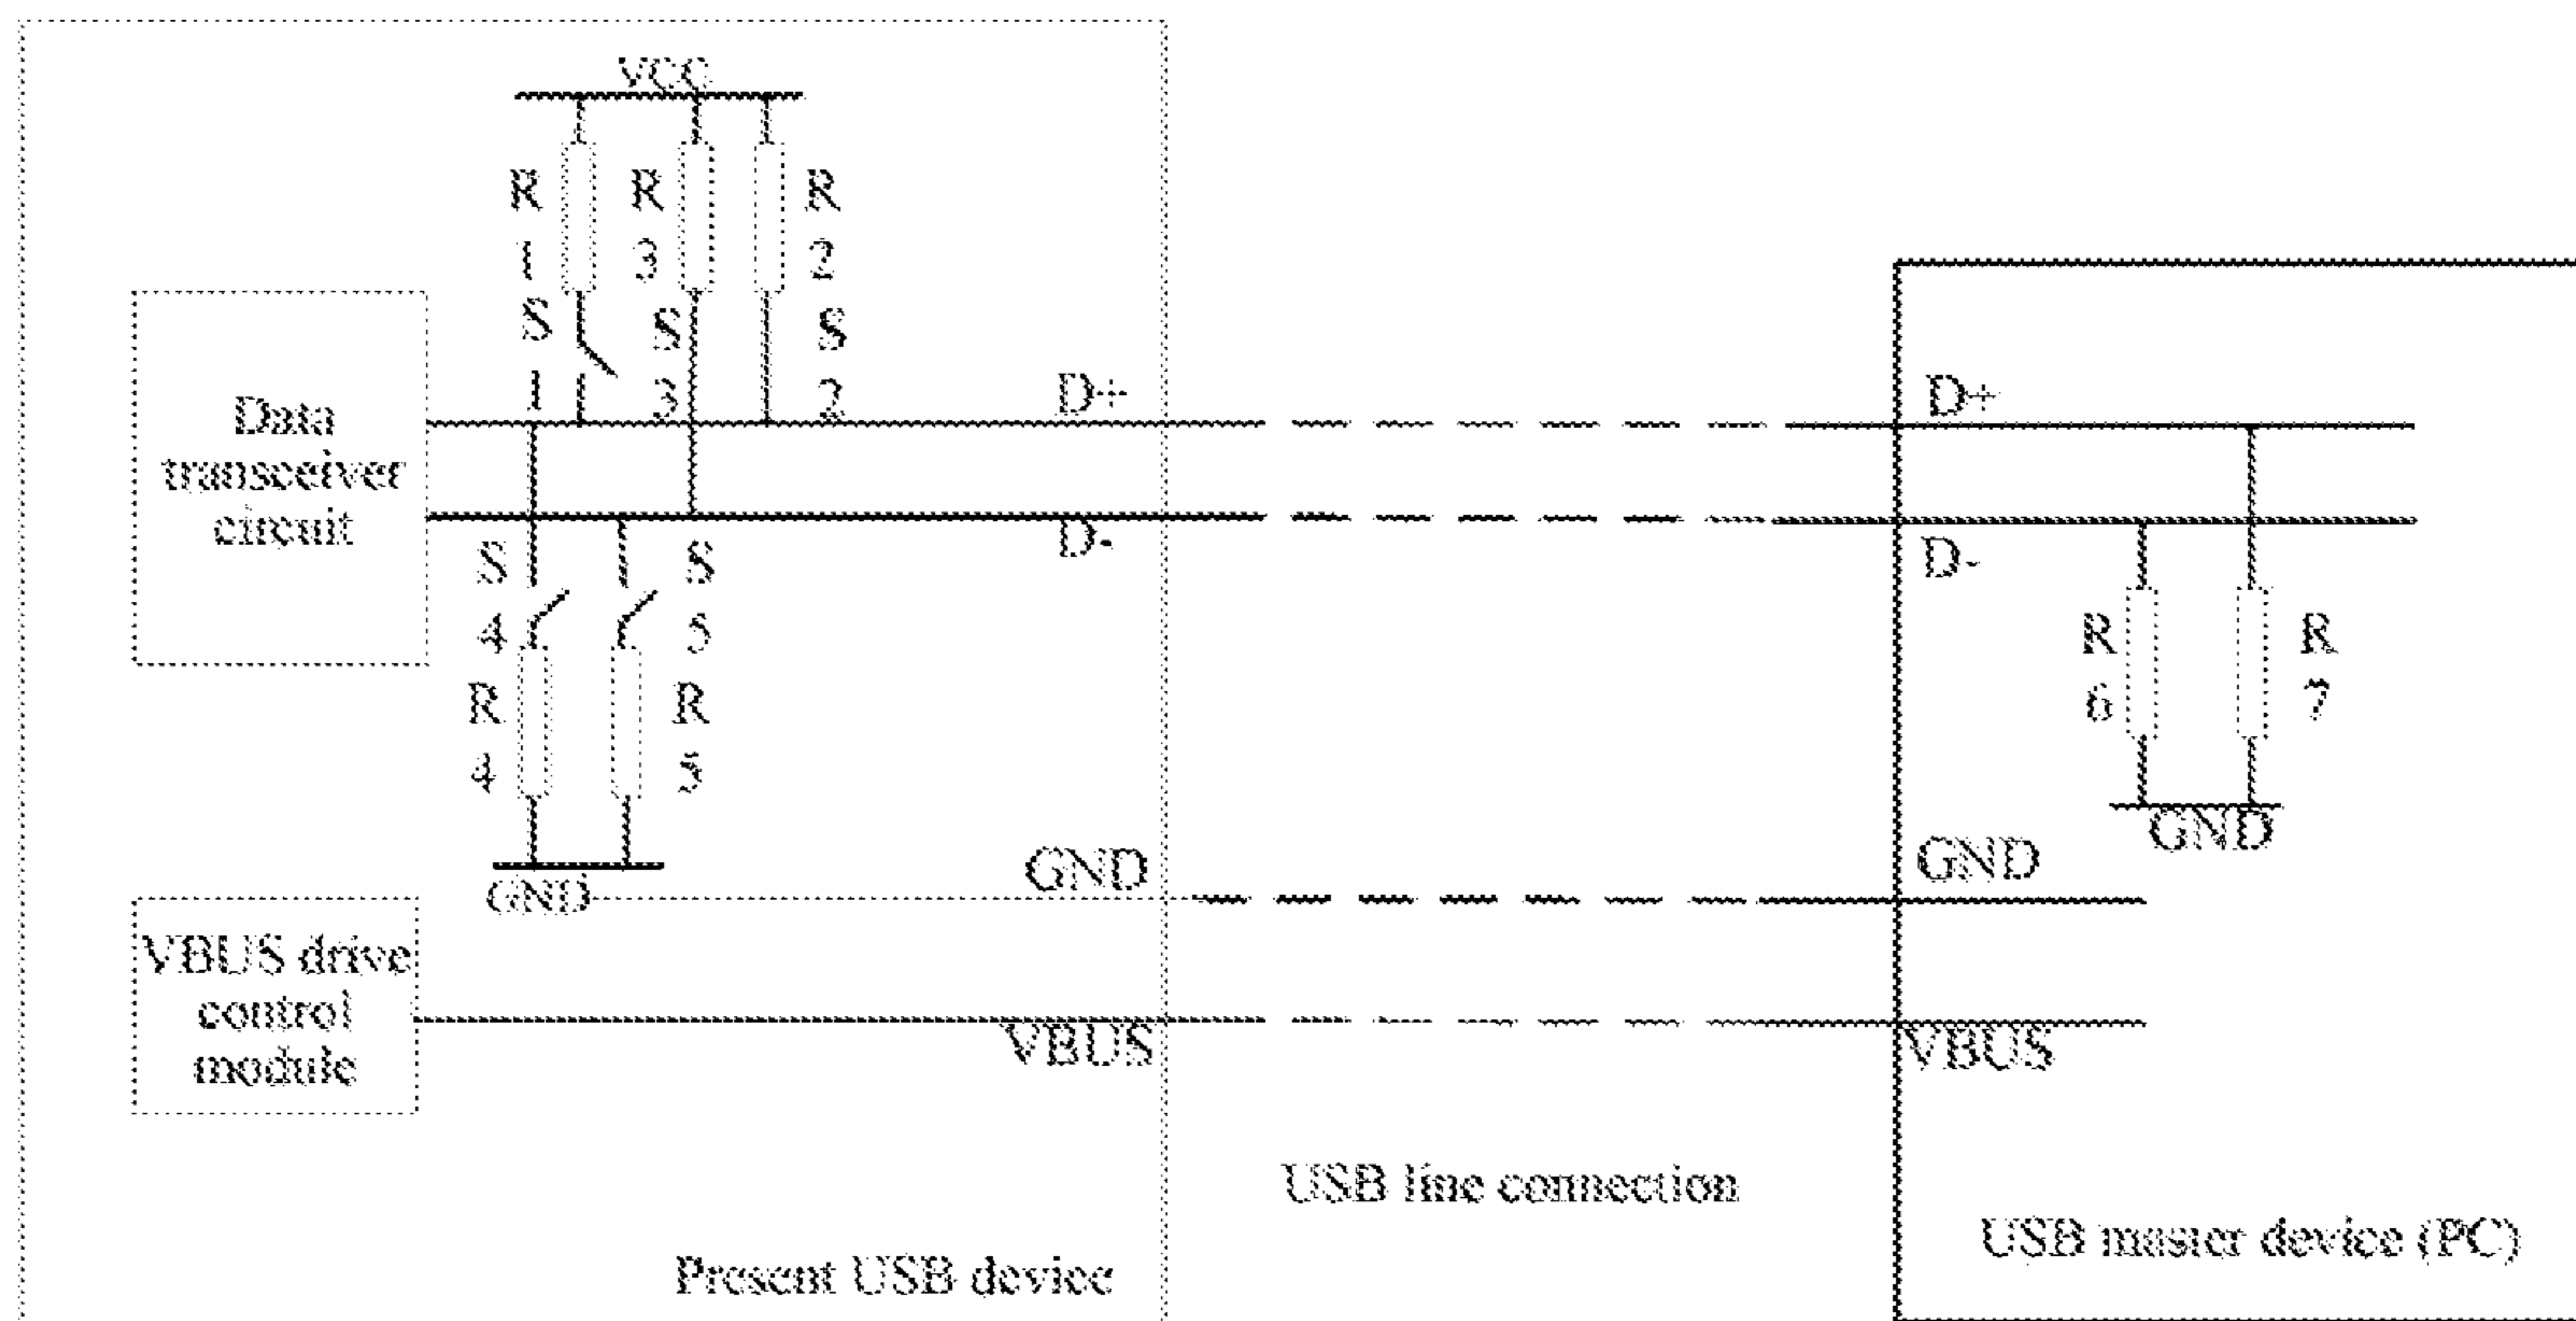 VCC
R
1
R
3
R
2
S
1
S
3
S
2
D+
D+
Data
transceiver
circuit
D-
D-
S
4
S
5
R
4
R
5
R
6
R
7
GND
GND
GND
GND
VBUS drive
control
module
VBUS
VBUS
USB line connection
USB master device (PC)
Present USB device